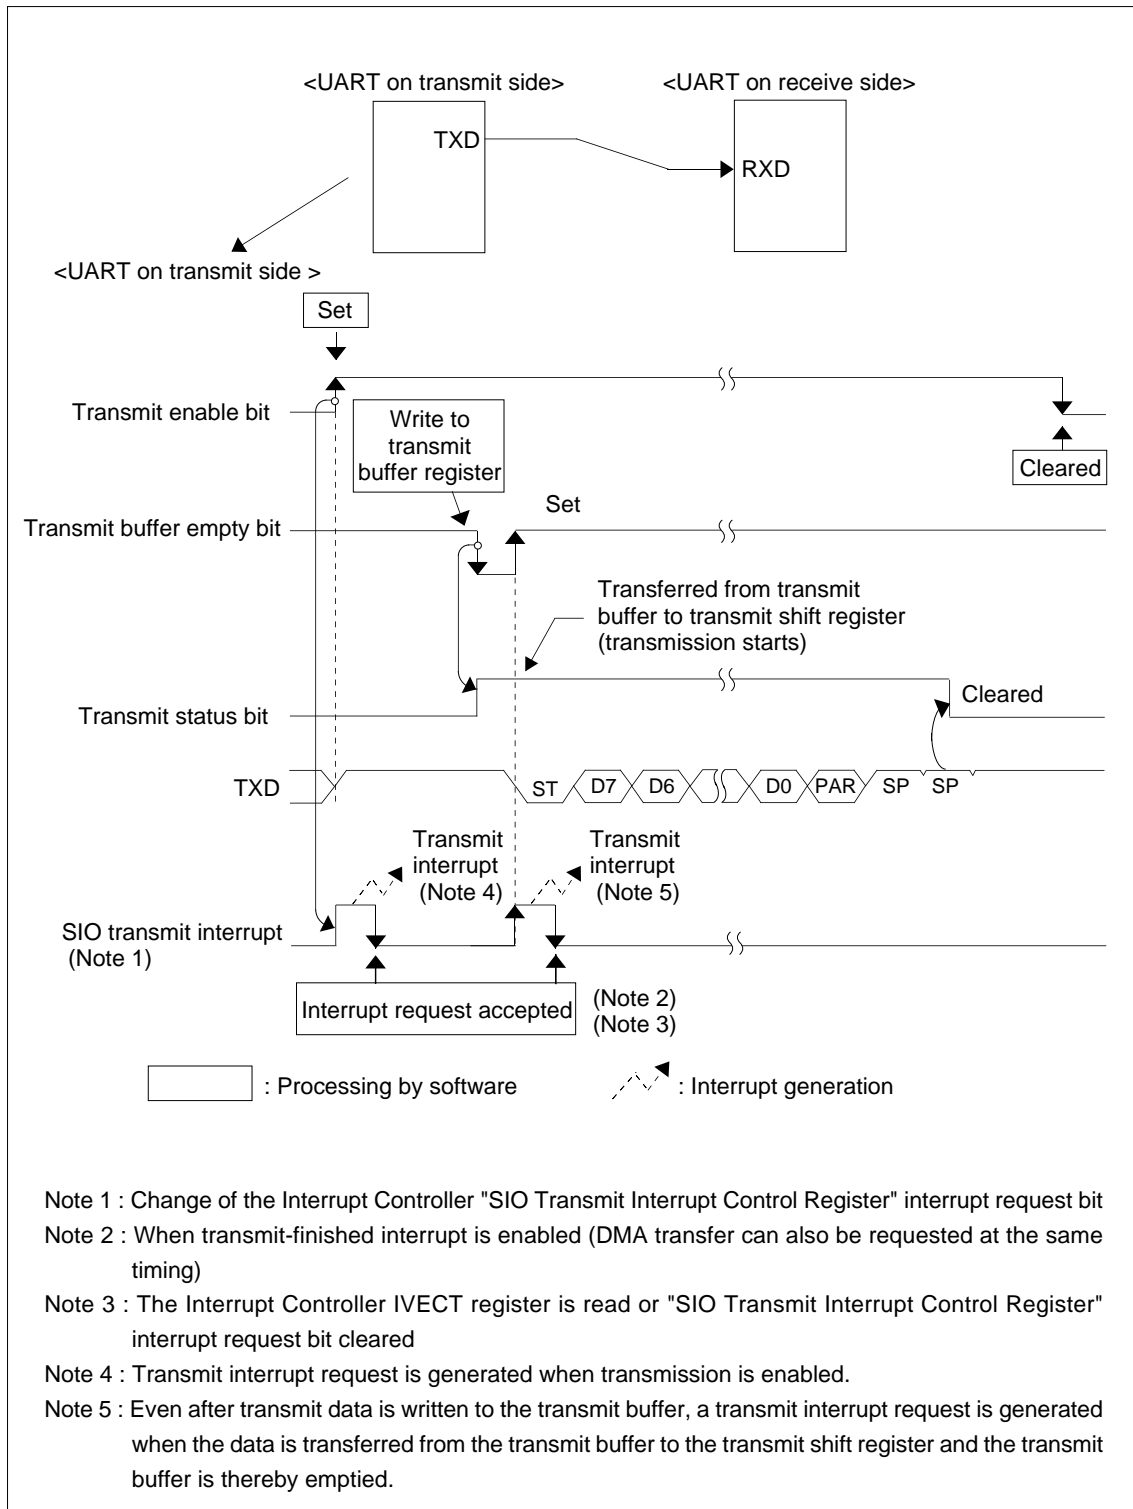 <UART on transmit side>
<UART on receive side>
TXD
RXD
<UART on transmit side >
Set
Transmit enable bit
Write to
transmit
buffer register
Cleared
Transmit buffer empty bit
Set
Transferred from transmit
buffer to transmit shift register
(transmission starts)
Transmit status bit
Cleared
TXD
ST
D7
D6
D0
PAR
SP
SP
Transmit
interrupt
(Note 4)
Transmit
interrupt
(Note 5)
SIO transmit interrupt
(Note 1)
Interrupt request accepted
(Note 2)
(Note 3)
: Processing by software
: Interrupt generation
Note 1 : Change of the Interrupt Controller "SIO Transmit Interrupt Control Register" interrupt request bit
Note 2 : When transmit-finished interrupt is enabled (DMA transfer can also be requested at the same
timing)
Note 3 : The Interrupt Controller IVECT register is read or "SIO Transmit Interrupt Control Register"
interrupt request bit cleared
Note 4 : Transmit interrupt request is generated when transmission is enabled.
Note 5 : Even after transmit data is written to the transmit buffer, a transmit interrupt request is generated
when the data is transferred from the transmit buffer to the transmit shift register and the transmit
buffer is thereby emptied.